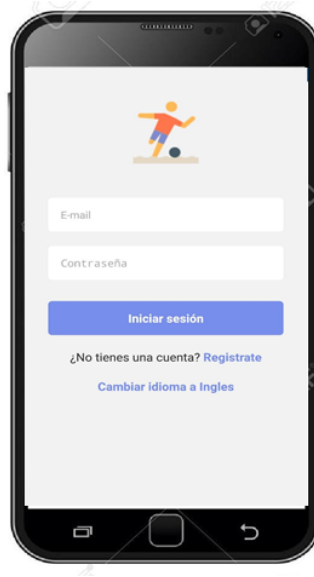 E-mail
Contraseña
Iniciar sesión
¿No tienes una cuenta? Registrate
Cambiar idioma a Ingles